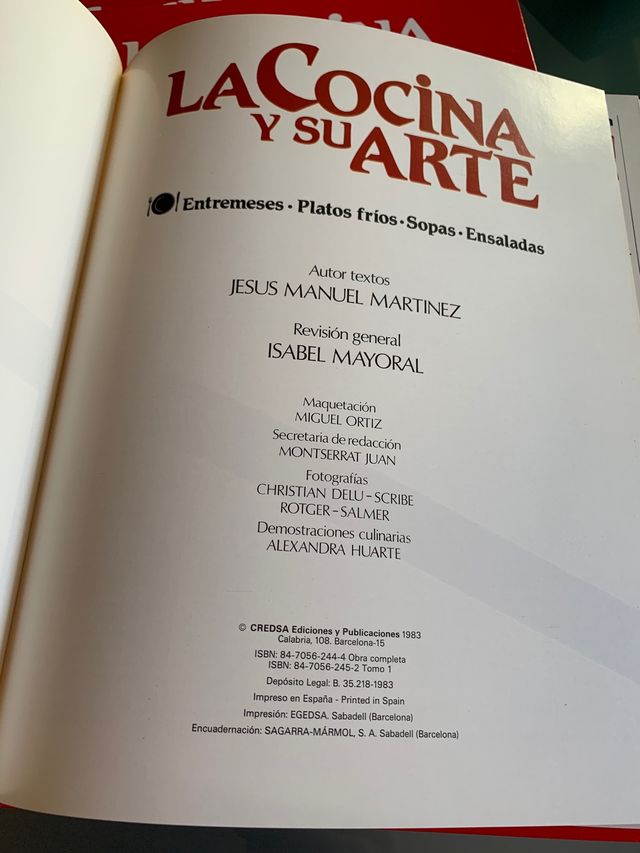 LA COCINA
Y SU ARTE
Entremeses • Platos fríos • Sopas • Ensaladas
Autor textos
JESUS MANUEL MARTINEZ
Revisión general
ISABEL MAYORAL
Maquetación
MIGUEL ORTIZ
Secretaria de redacción
MONTSERRAT JUAN
Fotografías
CHRISTIAN DELU-SCRIBE
ROTGER-SALMER
Demostraciones culinarias
ALEXANDRA HUARTE
© CREDSA Ediciones y Publicaciones 1983
Calabria, 108. Barcelona-15
ISBN: 84-7056-244-4 Obra completa
ISBN: 84-7056-245-2 Tomo 1
Depósito Legal: B. 35.218-1983
Impreso en España - Printed in Spain
Impresión: EGEDSA. Sabadell (Barcelona)
Encuadernación: SAGARRA-MÁRMOL, S. A. Sabadell (Barcelona)